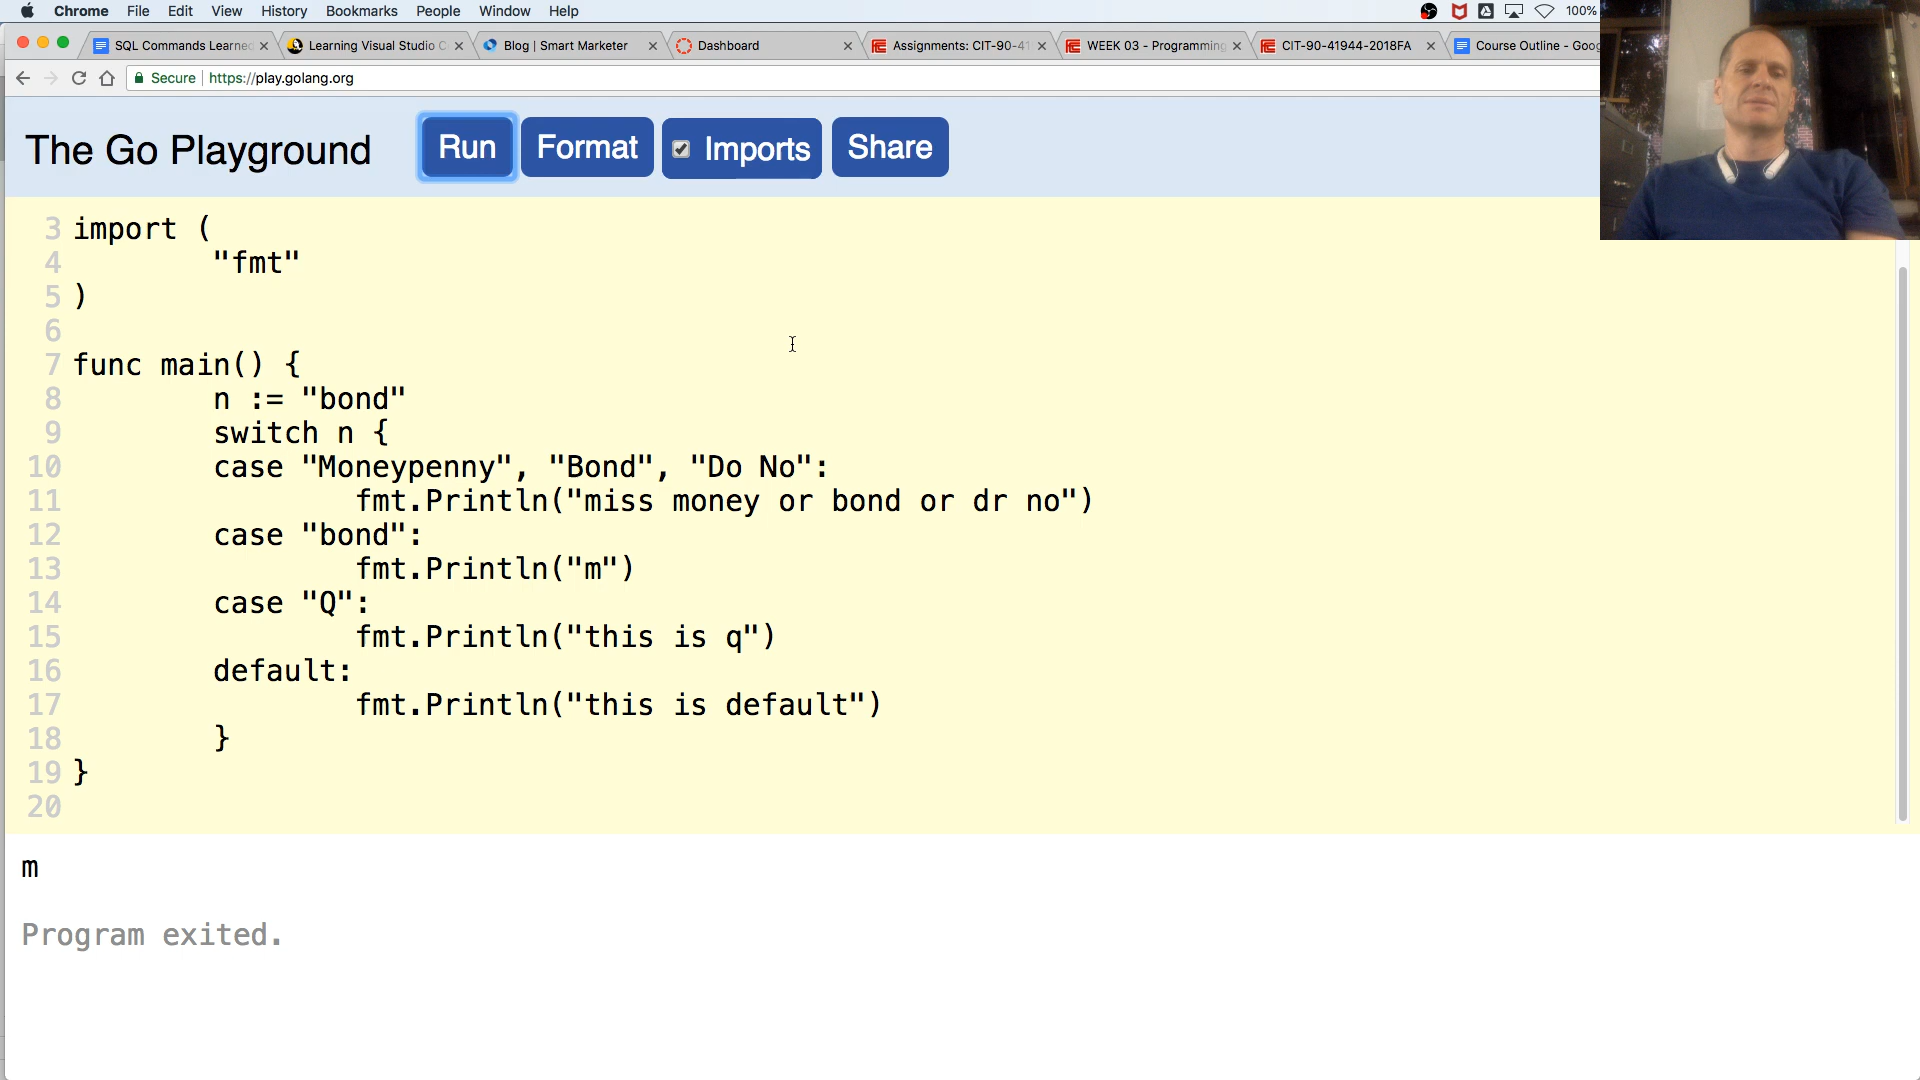 Chrome File Edit View History Bookmarks People Window Help 100%
SQL Commands Learned Learning Visual Studio C Blog | Smart Marketer Dashboard Assignments: CIT-90-41 WEEK 03 - Programming CIT-90-41944-2018FA Course Outline - Goog
Secure https://play.golang.org
The Go Playground Run Format Imports Share
3 import (
4 "fmt"
5 )
6
7 func main() {
8 n := "bond"
9 switch n {
10 case "Moneypenny", "Bond", "Do No":
11 fmt.Println("miss money or bond or dr no")
12 case "bond":
13 fmt.Println("m")
14 case "Q":
15 fmt.Println("this is q")
16 default:
17 fmt.Println("this is default")
18 }
19 }
20
m
Program exited.